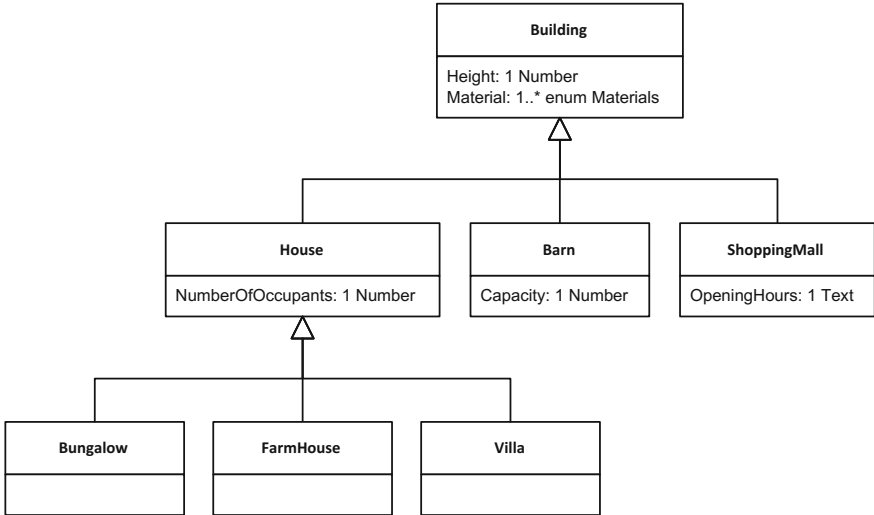 Building
Height: 1 Number
Material: 1..* enum Materials
House
NumberOfOccupants: 1 Number
Barn
Capacity: 1 Number
ShoppingMall
OpeningHours: 1 Text
Bungalow
FarmHouse
Villa